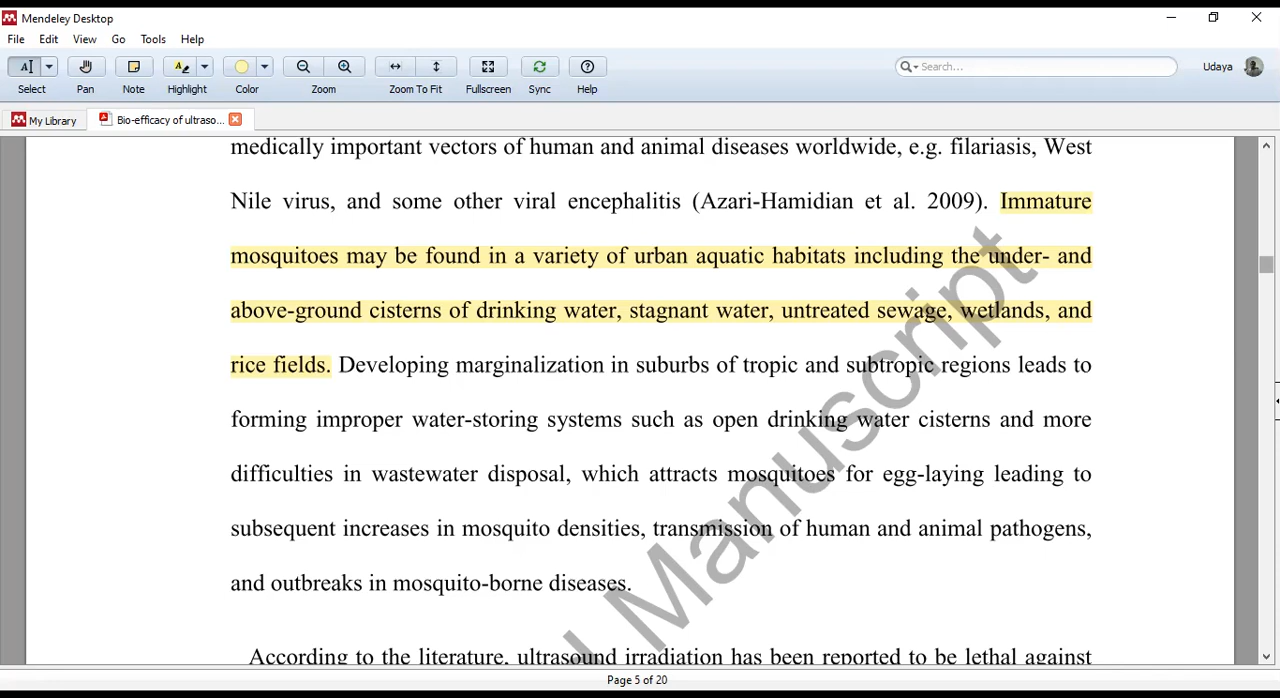 Mendeley Desktop
File Edit View Go Tools Help
Select Pan Note Highlight Color Zoom Zoom To Fit Fullscreen Sync Help
Search...
Udaya
My Library
Bio-efficacy of ultraso...
medically important vectors of human and animal diseases worldwide, e.g. filariasis, West
Nile virus, and some other viral encephalitis (Azari-Hamidian et al. 2009). Immature
mosquitoes may be found in a variety of urban aquatic habitats including the under- and
above-ground cisterns of drinking water, stagnant water, untreated sewage, wetlands, and
rice fields. Developing marginalization in suburbs of tropic and subtropic regions leads to
forming improper water-storing systems such as open drinking water cisterns and more
difficulties in wastewater disposal, which attracts mosquitoes for egg-laying leading to
subsequent increases in mosquito densities, transmission of human and animal pathogens,
and outbreaks in mosquito-borne diseases.
According to the literature, ultrasound irradiation has been reported to be lethal against
Manuscript
Page 5 of 20